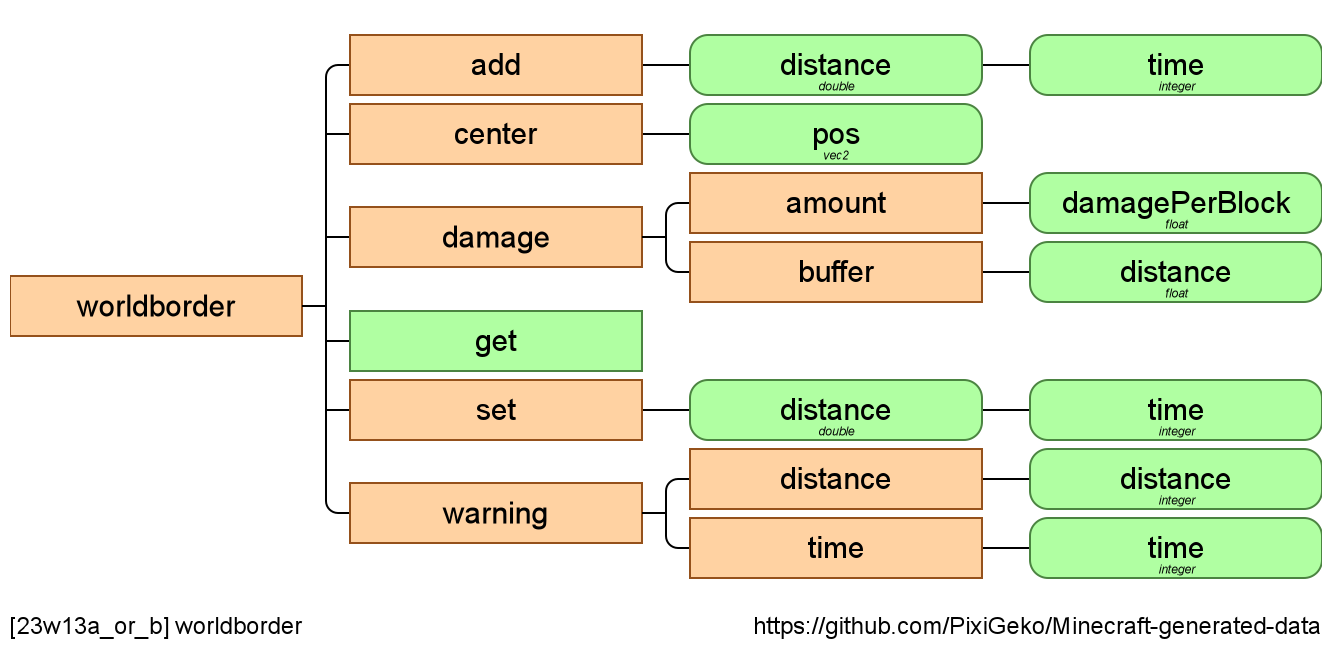 add
distance
double
time
integer
center
pos
vec2
damage
amount
damagePerBlock
float
buffer
distance
float
worldborder
get
set
distance
double
time
integer
warning
distance
distance
integer
time
time
integer
[23w13a_or_b] worldborder
https://github.com/PixiGeko/Minecraft-generated-data